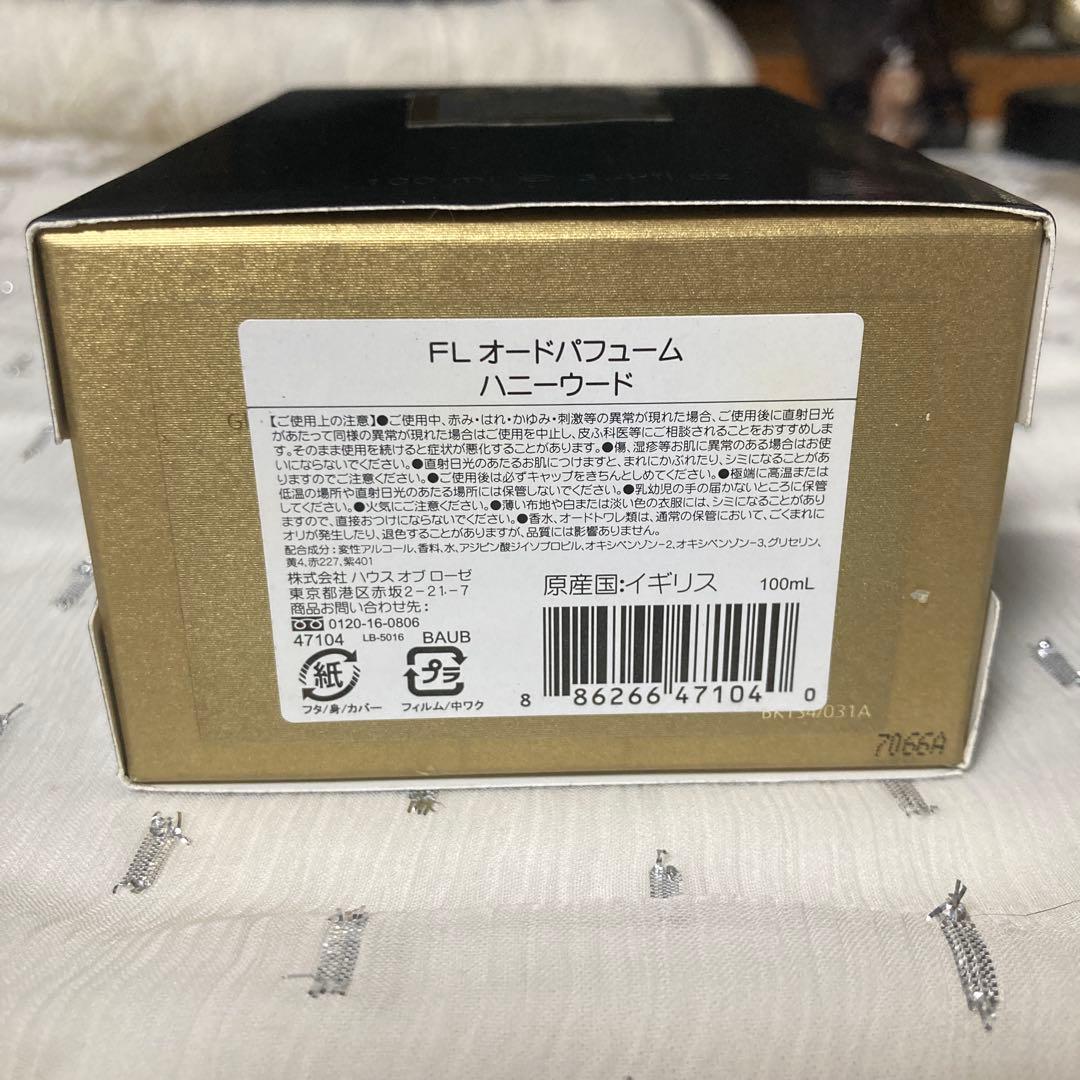 FL オードパフューム
ハニーウード
【ご使用上の注意】●ご使用中、赤み・はれ・かゆみ・刺激等の異常が現れた場合、ご使用後に直射日光
があたって同様の異常が現れた場合はご使用を中止し、皮ふ科医等にご相談されることをおすすめしま
す。そのまま使用を続けると症状が悪化することがあります。●傷、湿疹等お肌に異常のある場合はお使
いにならないでください。●直射日光のあたるお肌につけますと、まれにかぶれたり、シミになることがあ
りますのでご注意ください。●ご使用後は必ずキャップをきちんとしめてください。●極端に高温または
低温の場所や直射日光のあたる場所には保管しないでください。●乳幼児の手の届かないところに保管
してください。●火気にご注意ください。●薄い布地や白または淡い色の衣服には、シミになることがあり
ますので、直接おつけにならないでください。●香水、オードトワレ類は、通常の保管において、ごくまれに
オリが発生したり、退色することがありますが、品質には影響ありません。
配合成分:変性アルコール、香料、水、アジピン酸ジイソプロピル、オキシベンゾン-2、オキシベンゾン-3、グリセリン、
黄4、赤227、紫401
株式会社 ハウス オブ ローゼ
東京都港区赤坂2-21-7
商品お問い合わせ先:
0120-16-0806
47104 LB-5016 BAUB
紙
フタ/身/カバー
プラ
フィルム/中ワク
原産国:イギリス 100mL
8 86266 47104 0
7066A